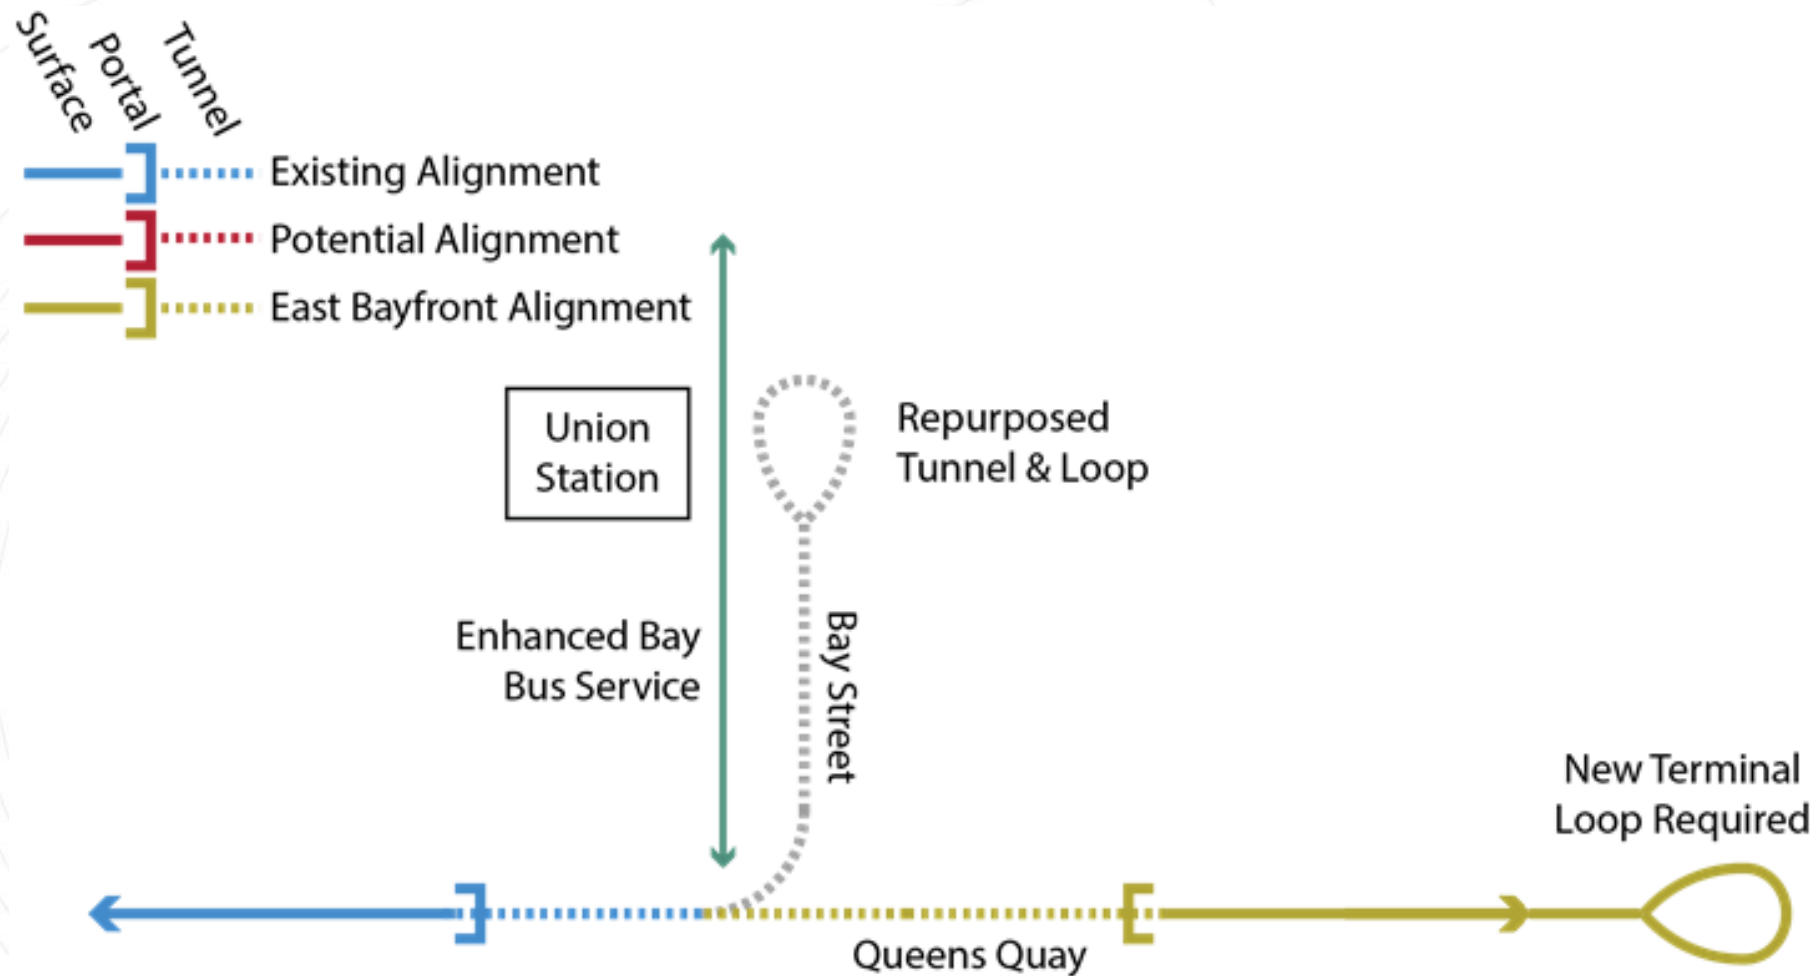 Surface
Portal
Tunnel
Existing Alignment
Potential Alignment
East Bayfront Alignment
Union
Station
Repurposed
Tunnel & Loop
Enhanced Bay
Bus Service
Bay Street
New Terminal
Loop Required
Queens Quay